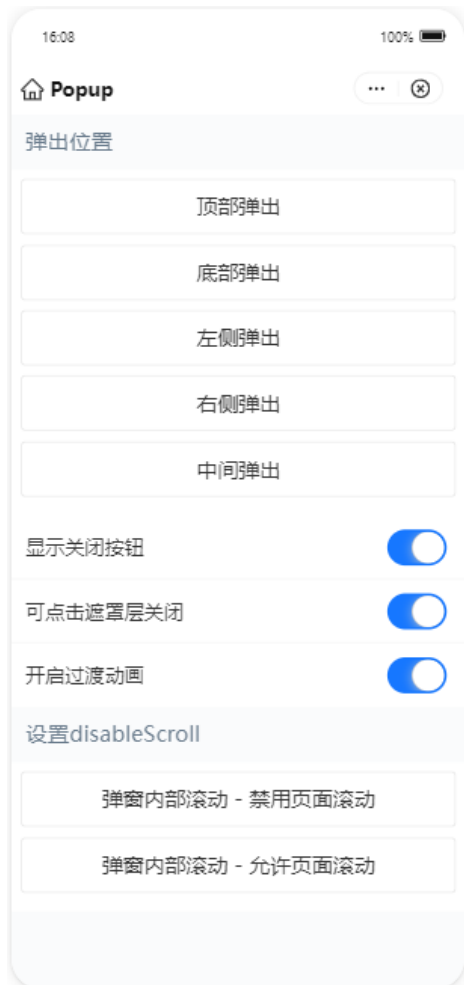 16:08 100%
Popup
弹出位置
顶部弹出
底部弹出
左侧弹出
右侧弹出
中间弹出
显示关闭按钮
可点击遮罩层关闭
开启过渡动画
设置disableScroll
弹窗内部滚动 - 禁用页面滚动
弹窗内部滚动 - 允许页面滚动